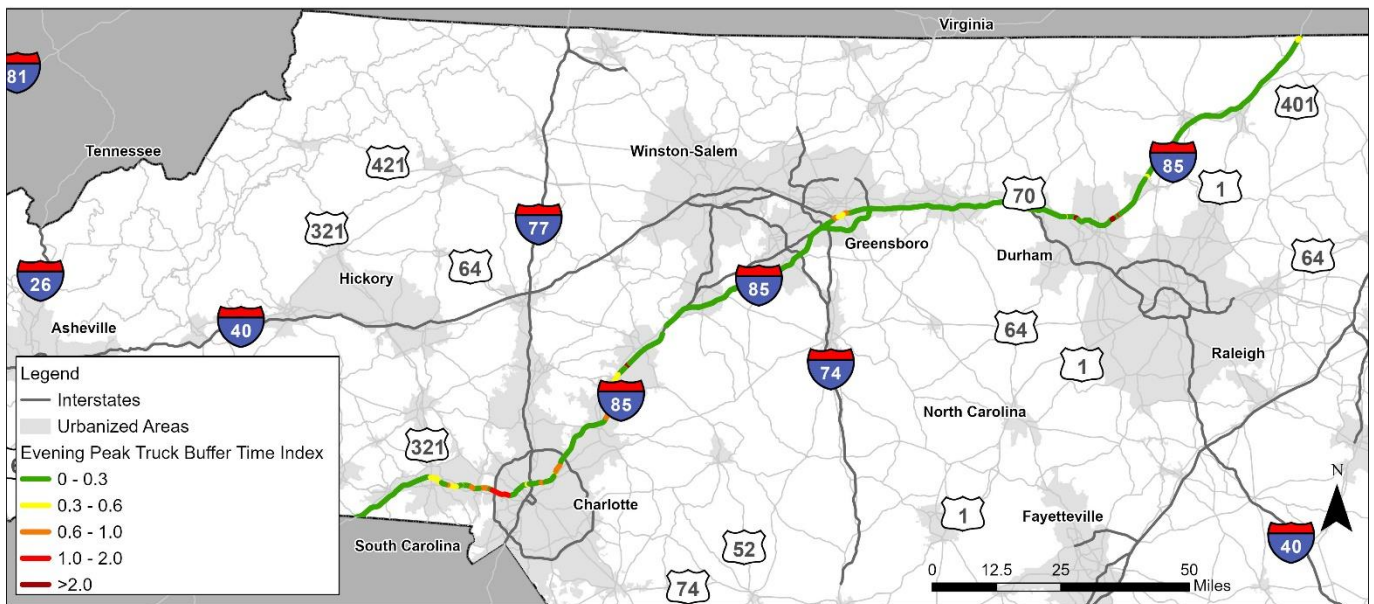 Virginia
81
401
Tennessee
Winston-Salem
421
85
1
70
321
77
Greensboro
64
Durham
64
26
Hickory
85
Asheville
40
64
Raleigh
1
74
Legend
Interstates
85
North Carolina
Urbanized Areas
321
Evening Peak Truck Buffer Time Index
0 - 0.3
N
0.3 - 0.6
Charlotte
1
Fayetteville
0.6 - 1.0
South Carolina
52
40
1.0 - 2.0
74
0 12.5 25 50
>2.0
Miles